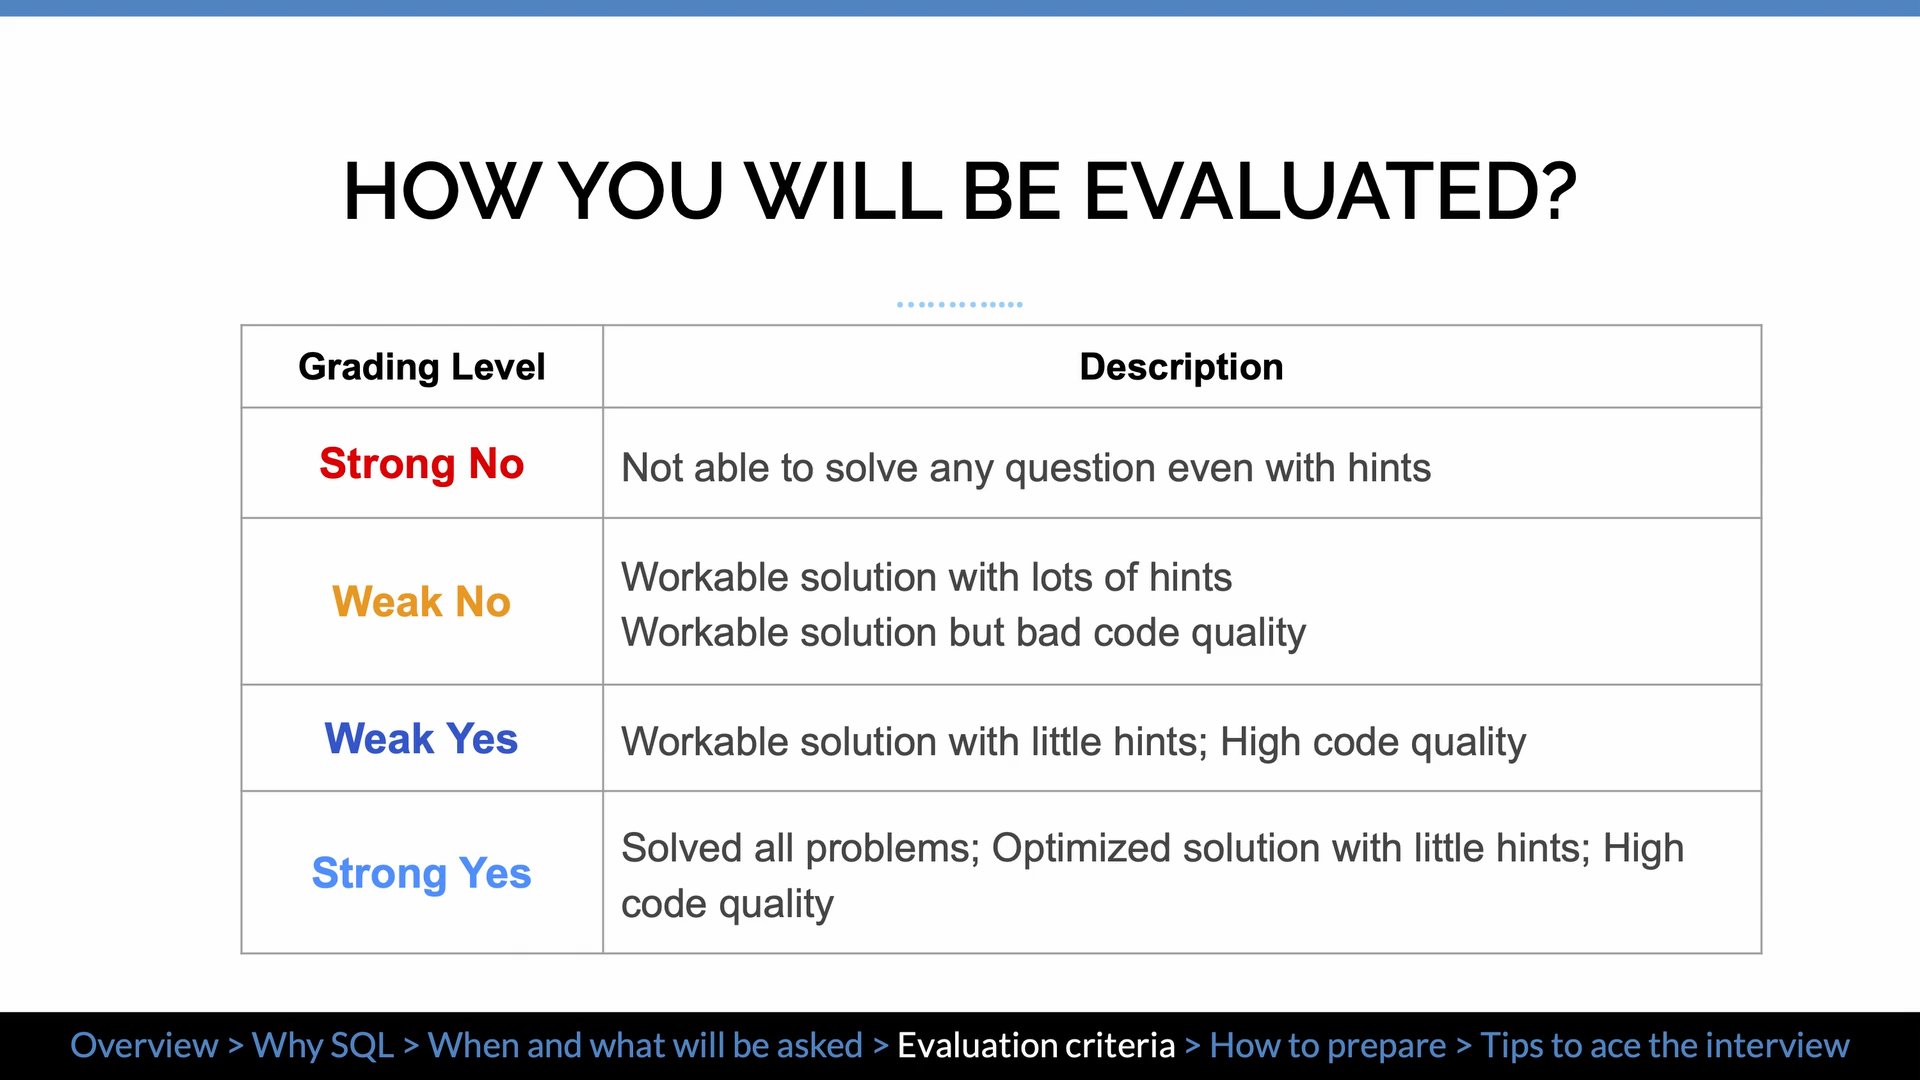 HOW YOU WILL BE EVALUATED?
Grading Level
Description
Strong No
Not able to solve any question even with hints
Weak No
Workable solution with lots of hints
Workable solution but bad code quality
Weak Yes
Workable solution with little hints; High code quality
Strong Yes
Solved all problems; Optimized solution with little hints; High
code quality
Overview > Why SQL > When and what will be asked > Evaluation criteria > How to prepare > Tips to ace the interview